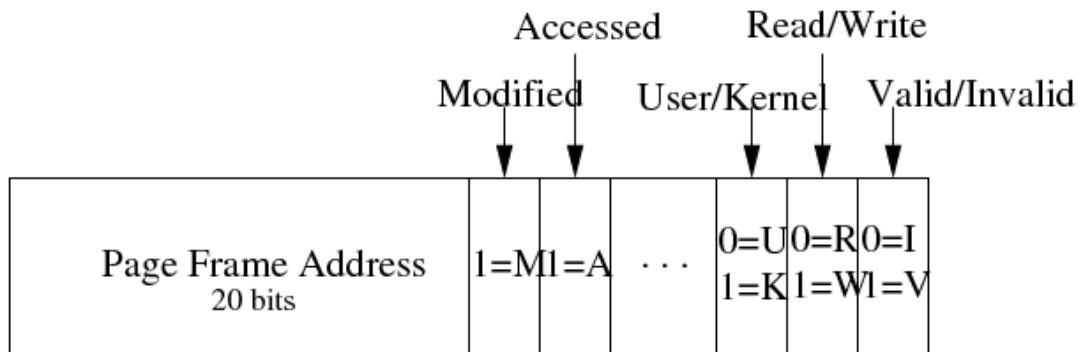 Accessed
Read/Write
Modified
User/Kernel
Valid/Invalid
Page Frame Address
20 bits
1=M
1=A
. . .
0=U
1=K
0=R
1=W
0=I
1=V